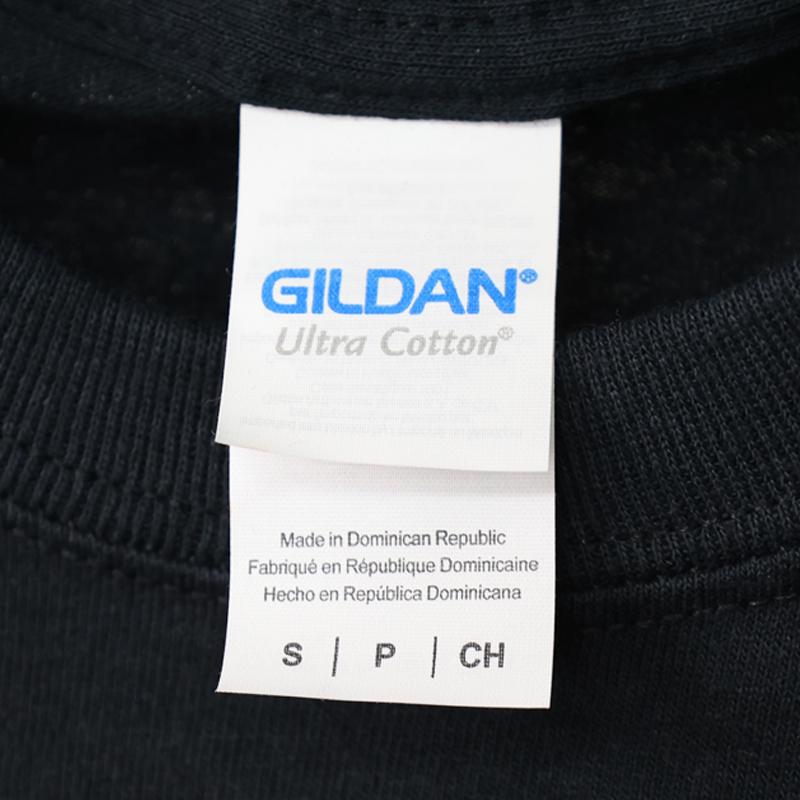 GILDAN®
Ultra Cotton®
Made in Dominican Republic
Fabriqué en République Dominicaine
Hecho en República Dominicana
S | P | CH